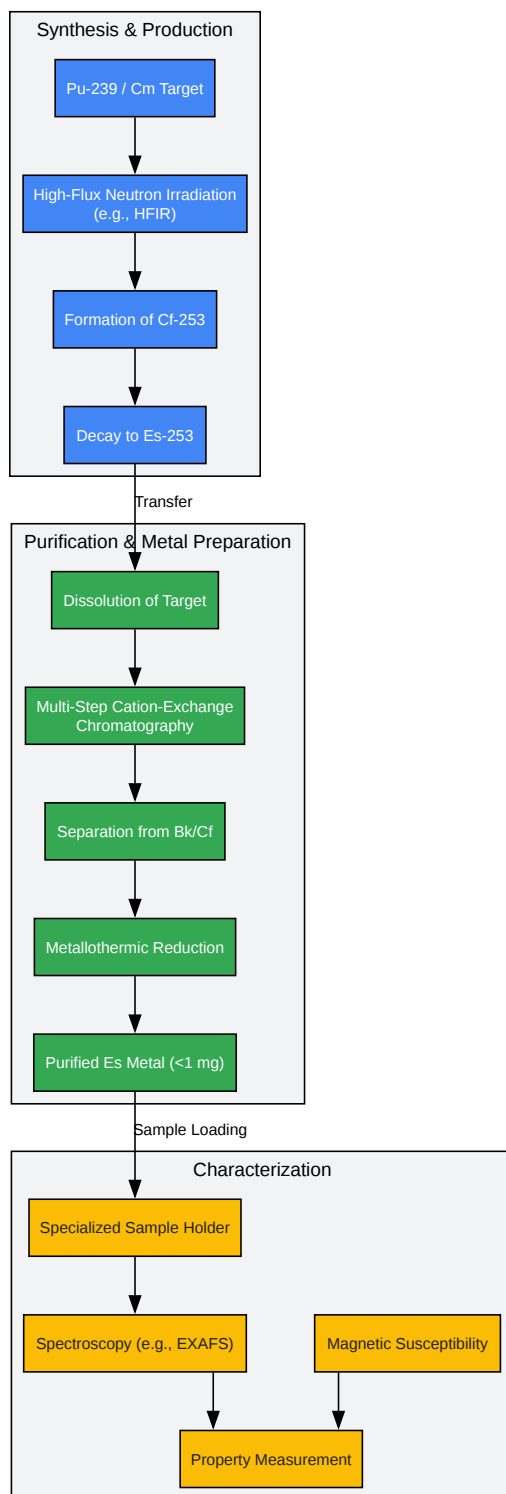 Synthesis & Production
Pu-239 / Cm Target
High-Flux Neutron Irradiation
(e.g., HFIR)
Formation of Cf-253
Decay to Es-253
Transfer
Purification & Metal Preparation
Dissolution of Target
Multi-Step Cation-Exchange
Chromatography
Separation from Bk/Cf
Metallothermic Reduction
Purified Es Metal (<1 mg)
Sample Loading
Characterization
Specialized Sample Holder
Spectroscopy (e.g., EXAFS)
Magnetic Susceptibility
Property Measurement